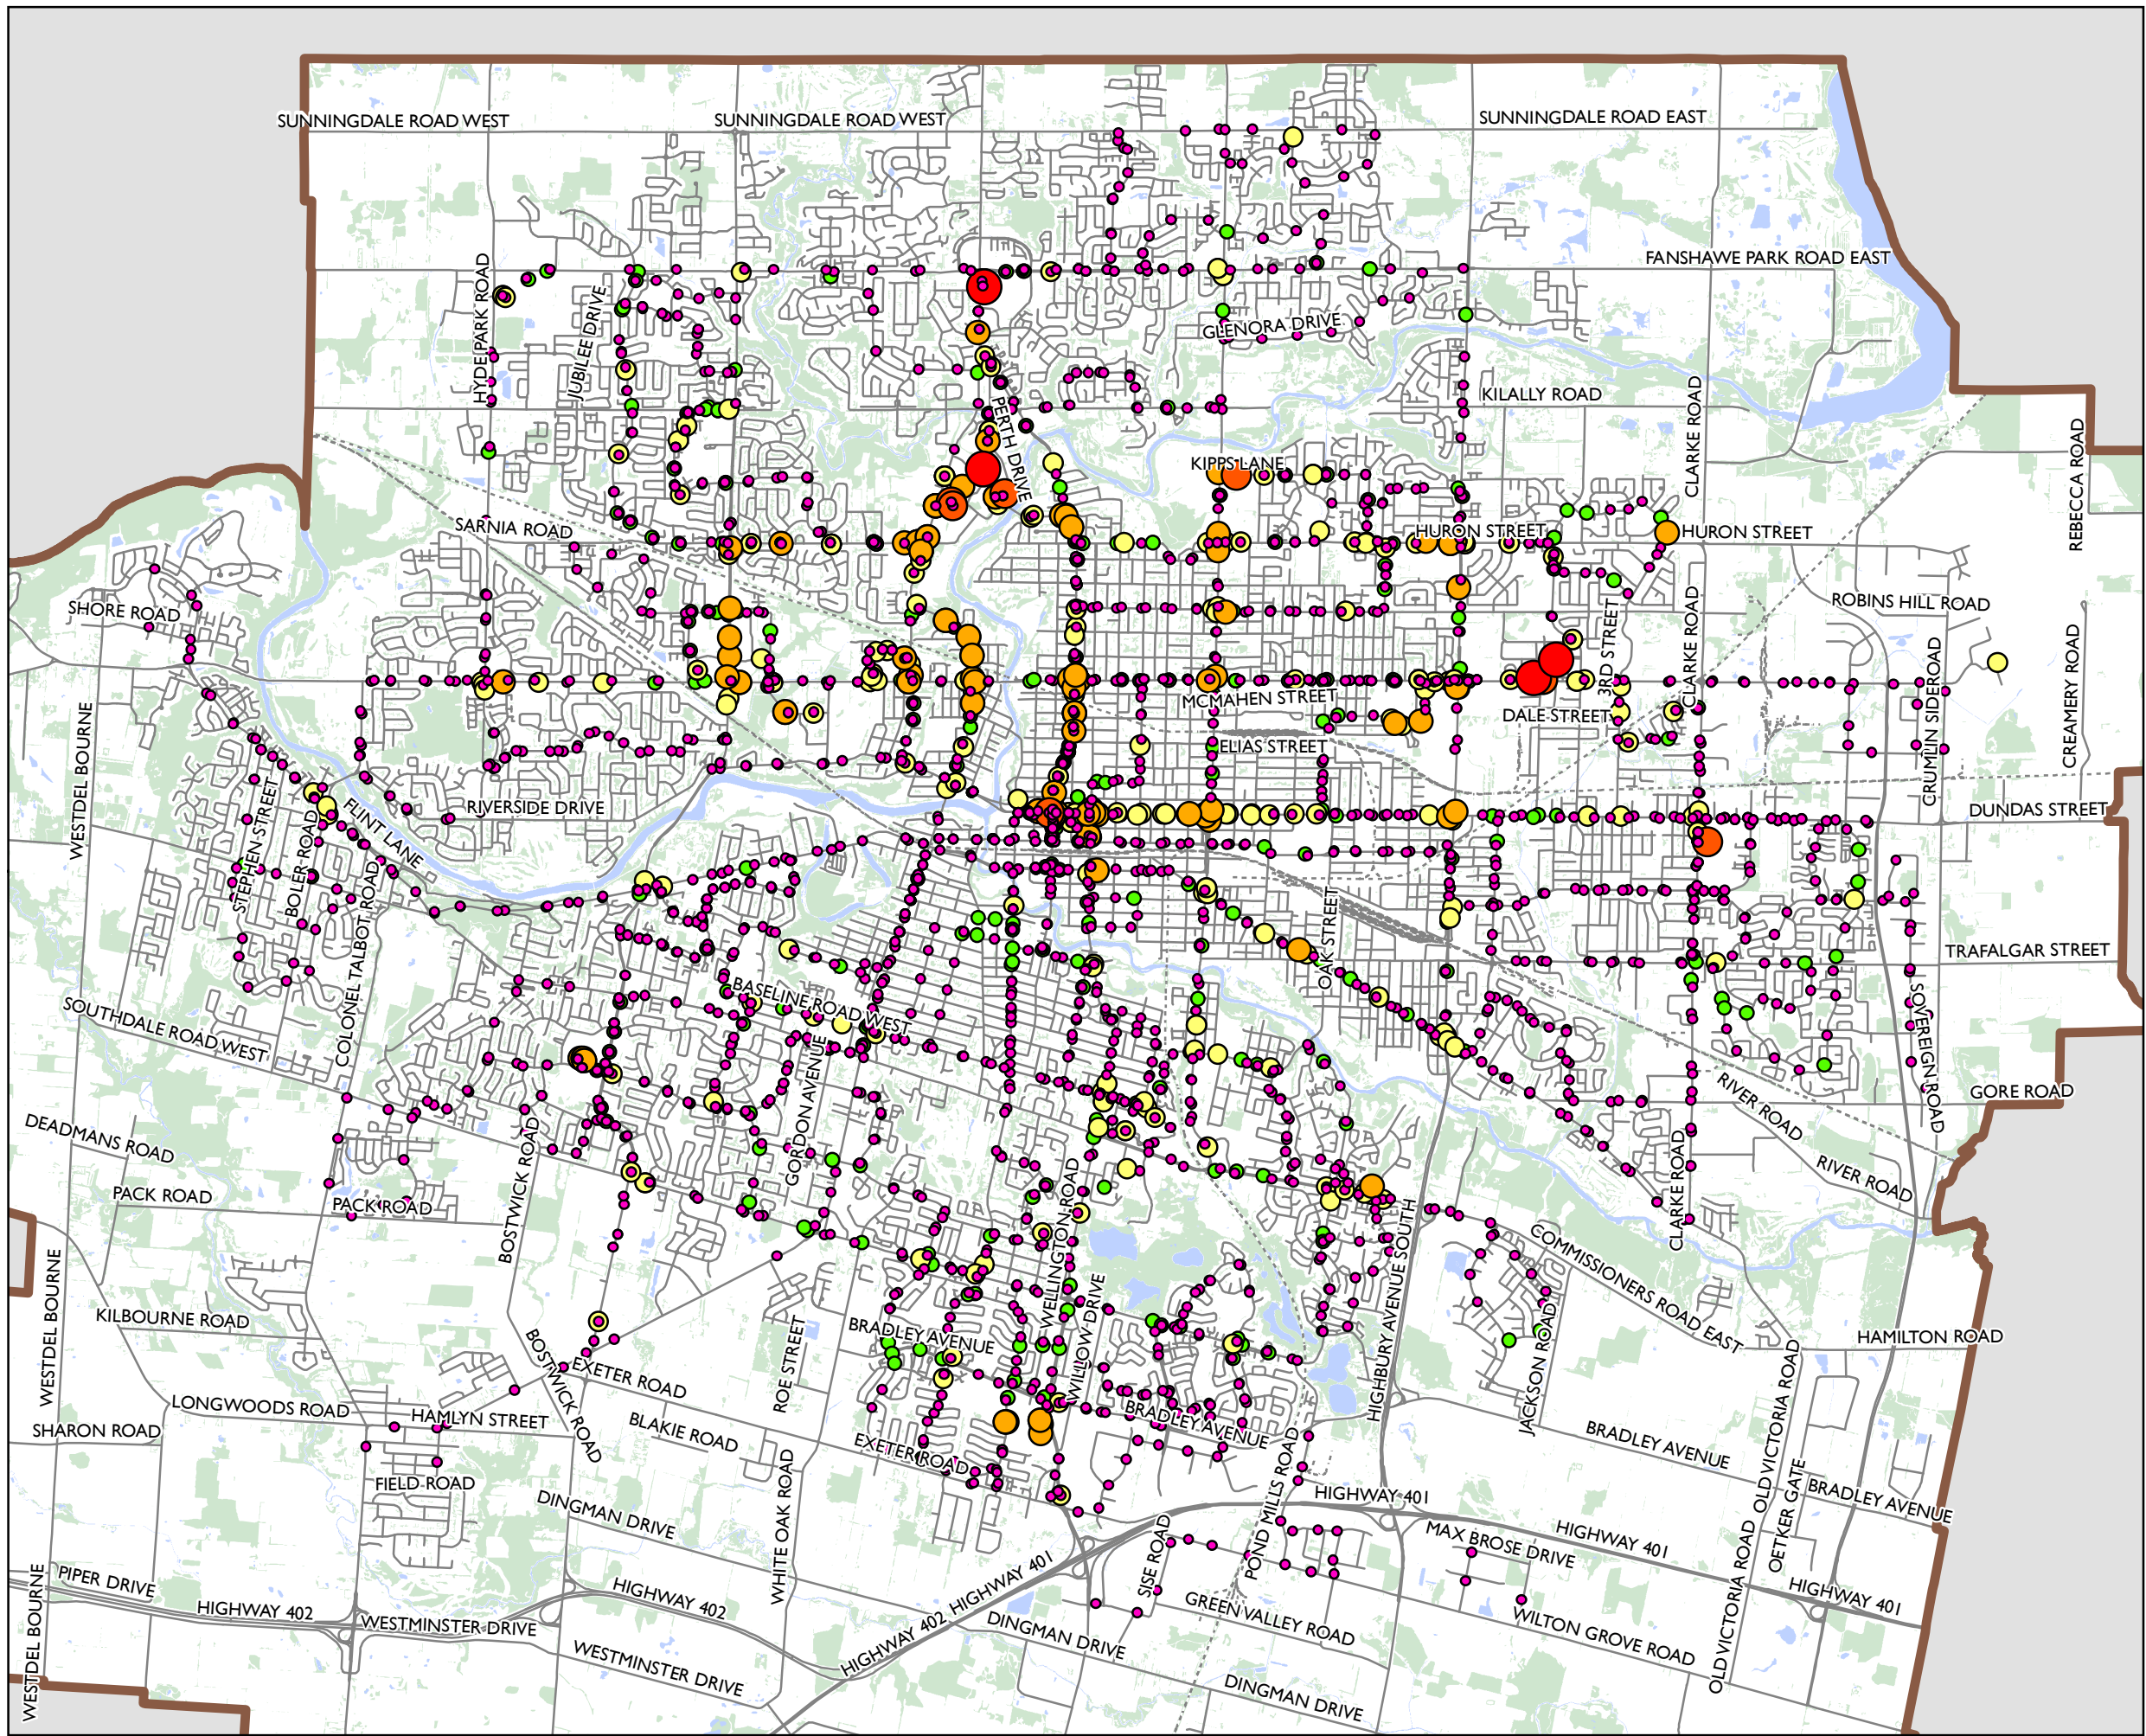 SUNNINGDALE ROAD WEST
SUNNINGDALE ROAD WEST
SUNNINGDALE ROAD EAST
FANSHAWE PARK ROAD EAST
HYDE PARK ROAD
JUBILEE DRIVE
GLENORA DRIVE
KILALLY ROAD
CLARKE ROAD
PERTH DRIVE
REBECCA ROAD
KIPPS LANE
SARNIA ROAD
HURON STREET
HURON STREET
SHORE ROAD
3RD STREET
CLARKE ROAD
ROBINS HILL ROAD
CRUMLIN SIDEROAD
CREAMERY ROAD
MCMAHEN STREET
DALE STREET
ELIAS STREET
WESTDEL BOURNE
STEPHEN STREET
BOLER ROAD
FLINT LANE
RIVERSIDE DRIVE
DUNDAS STREET
COLONEL TALBOT ROAD
OAK STREET
TRAFALGAR STREET
BASELINE ROAD WEST
SOUTHDALE ROAD WEST
GORDON AVENUE
SOVEREIGN ROAD
GORE ROAD
RIVER ROAD
RIVER ROAD
DEADMANS ROAD
PACK ROAD
PACK ROAD
BOSTWICK ROAD
WELLINGTON ROAD
CLARKE ROAD
HIGHBURY AVENUE SOUTH
COMMISSIONERS ROAD EAST
WESTDEL BOURNE
KILBOURNE ROAD
BRADLEY AVENUE
WILLOW DRIVE
ROE STREET
JACKSON ROAD
HAMILTON ROAD
OLD VICTORIA ROAD
BOSTWICK ROAD
EXETER ROAD
LONGWOODS ROAD
HAMLYN STREET
SHARON ROAD
BLAKIE ROAD
BRADLEY AVENUE
BRADLEY AVENUE
EXETER ROAD
FIELD ROAD
WHITE OAK ROAD
POND MILLS ROAD
OETKER GATE
BRADLEY AVENUE
HIGHWAY 401
DINGMAN DRIVE
SISE ROAD
MAX BROSE DRIVE
HIGHWAY 401
OLD VICTORIA ROAD
HIGHWAY 401
PIPER DRIVE
WESTDEL BOURNE
HIGHWAY 402
WESTMINSTER DRIVE
HIGHWAY 402
HIGHWAY 402
HIGHWAY 401
GREEN VALLEY ROAD
WILTON GROVE ROAD
WESTMINSTER DRIVE
DINGMAN DRIVE
DINGMAN DRIVE